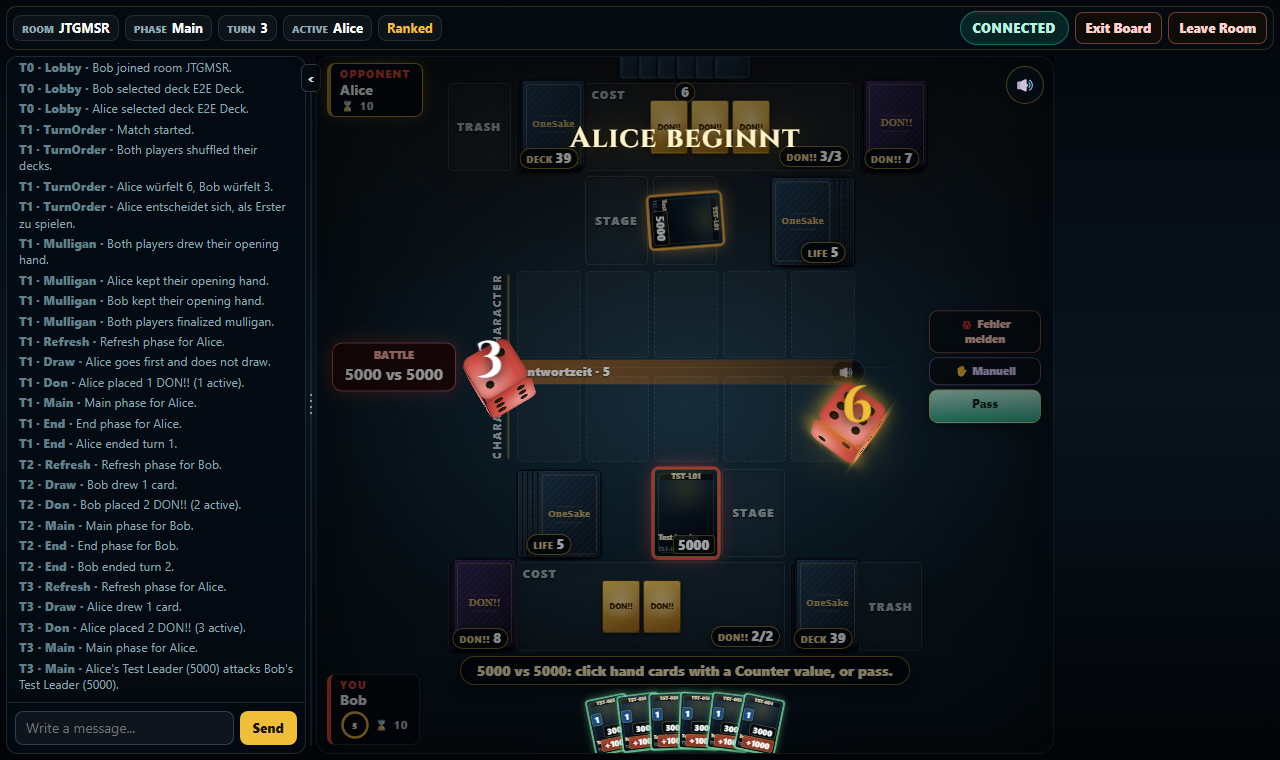 ROOM JTGMSR
PHASE Main
TURN 3
ACTIVE Alice
Ranked
CONNECTED
Exit Board
Leave Room
T0 · Lobby · Bob joined room JTGMSR.
T0 · Lobby · Bob selected deck E2E Deck.
T0 · Lobby · Alice selected deck E2E Deck.
T1 · TurnOrder · Match started.
T1 · TurnOrder · Both players shuffled their
decks.
T1 · TurnOrder · Alice würfelt 6, Bob würfelt 3.
T1 · TurnOrder · Alice entscheidet sich, als Erster
zu spielen.
T1 · Mulligan · Both players drew their opening
hand.
T1 · Mulligan · Alice kept their opening hand.
T1 · Mulligan · Bob kept their opening hand.
T1 · Mulligan · Both players finalized mulligan.
T1 · Refresh · Refresh phase for Alice.
T1 · Draw · Alice goes first and does not draw.
T1 · Don · Alice placed 1 DON!! (1 active).
T1 · Main · Main phase for Alice.
T1 · End · End phase for Alice.
T1 · End · Alice ended turn 1.
T2 · Refresh · Refresh phase for Bob.
T2 · Draw · Bob drew 1 card.
T2 · Don · Bob placed 2 DON!! (2 active).
T2 · Main · Main phase for Bob.
T2 · End · End phase for Bob.
T2 · End · Bob ended turn 2.
T3 · Refresh · Refresh phase for Alice.
T3 · Draw · Alice drew 1 card.
T3 · Don · Alice placed 2 DON!! (3 active).
T3 · Main · Main phase for Alice.
T3 · Main · Alice's Test Leader (5000) attacks Bob's
Test Leader (5000).
Write a message...
Send
OPPONENT
Alice
10
6
TRASH
OneSake
DECK 39
COST
DON!!
DON!!
DON!!
DON!! 3/3
DON!!
DON!! 7
ALICE BEGINNT
STAGE
5000
TST-L01
OneSake
LIFE 5
CHARACTER
BATTLE
5000 vs 5000
3
ntwortzeit · 5
6
Fehler
melden
Manuell
Pass
OneSake
LIFE 5
TST-L01
5000
STAGE
DON!!
DON!! 8
COST
DON!!
DON!!
DON!! 2/2
OneSake
DECK 39
TRASH
5000 vs 5000: click hand cards with a Counter value, or pass.
YOU
Bob
5
10
1
1
1
1
1
1
3000
+1000